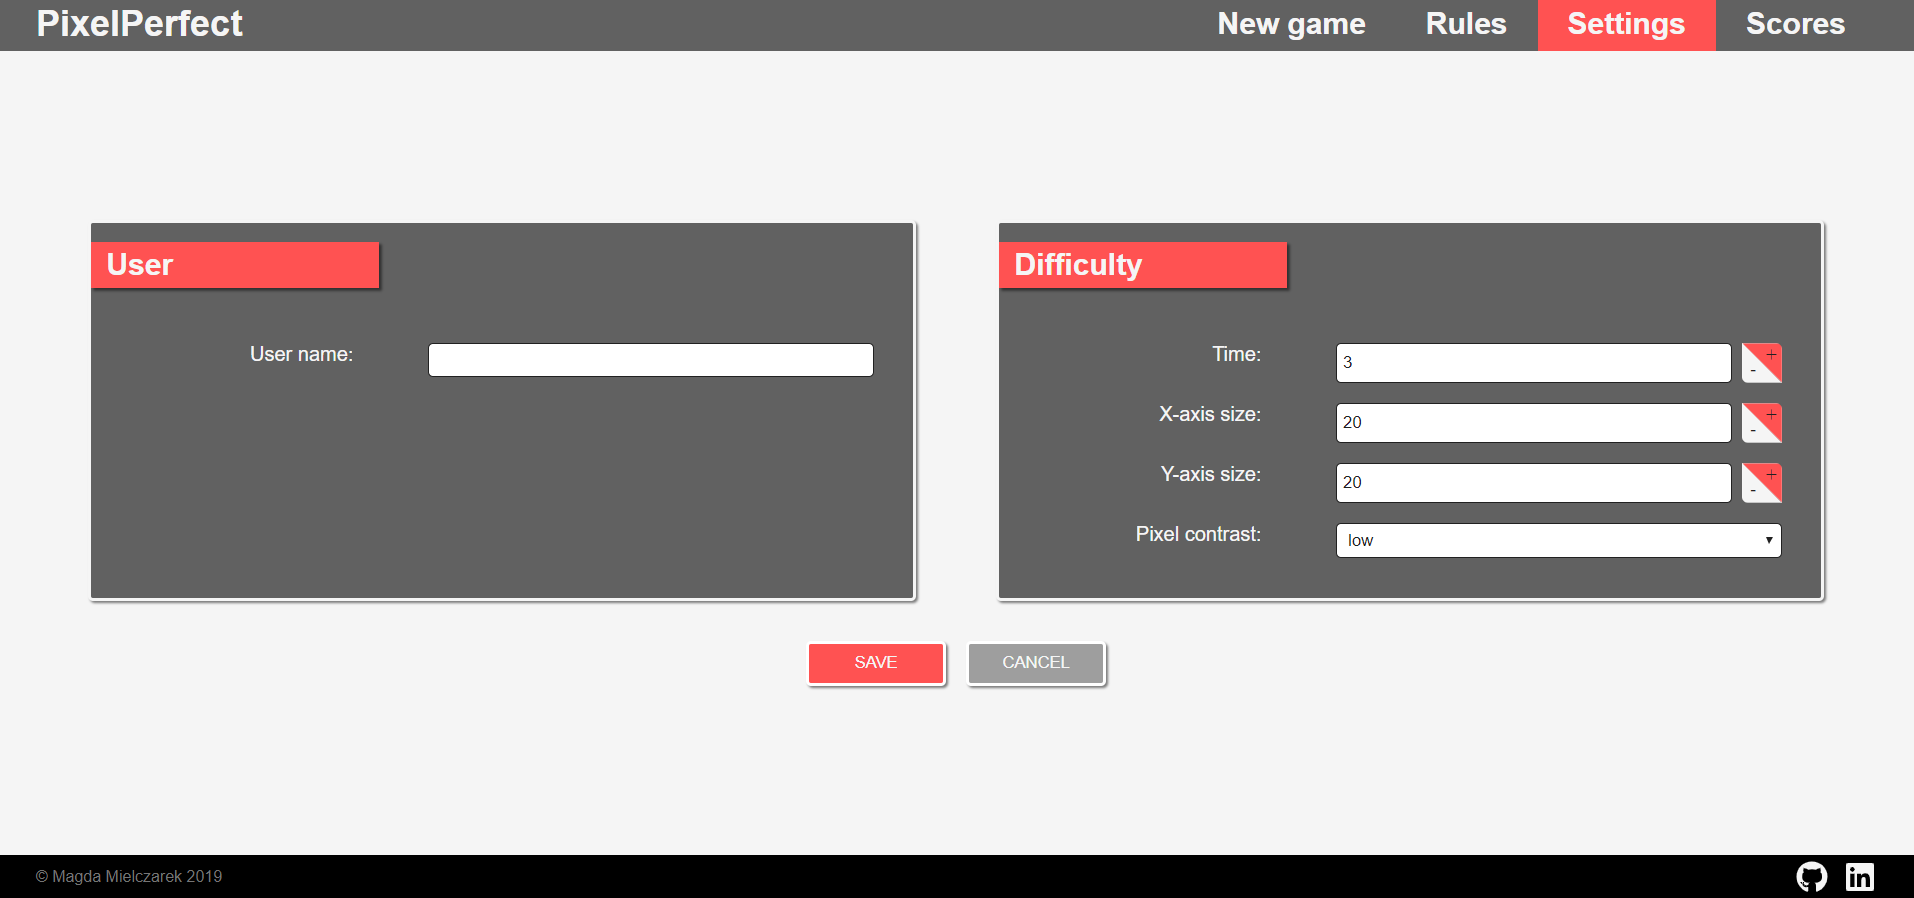 PixelPerfect
New game
Rules
Settings
Scores
User
User name:
Difficulty
Time:
3
+
-
X-axis size:
20
+
-
Y-axis size:
20
+
-
Pixel contrast:
low
SAVE
CANCEL
© Magda Mielczarek 2019
in